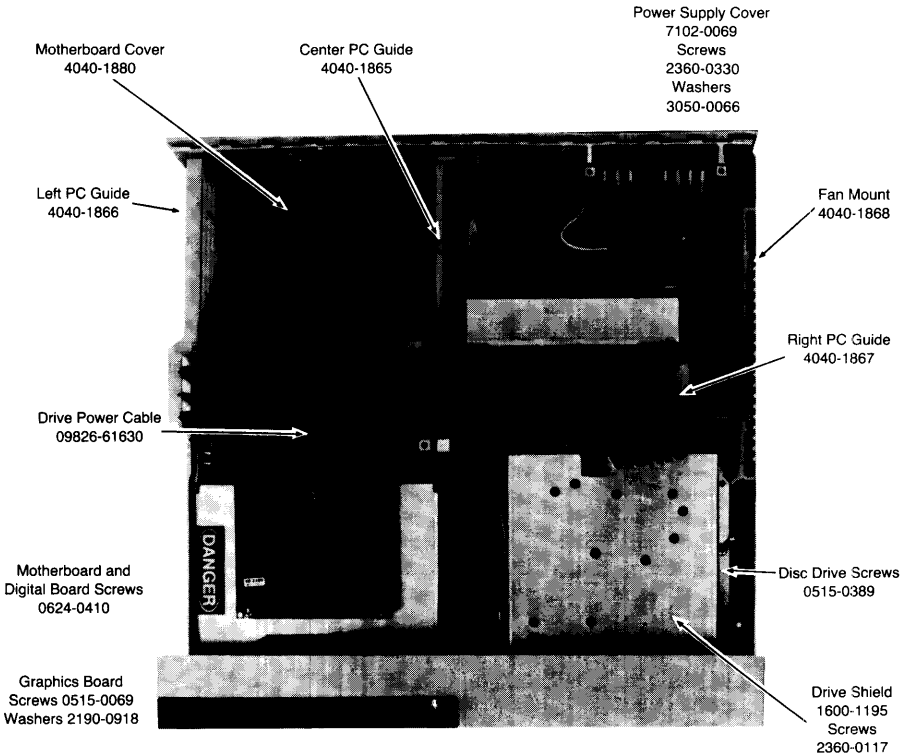 Power Supply Cover
7102-0069
Screws
2360-0330
Washers
3050-0066
Motherboard Cover
4040-1880
Center PC Guide
4040-1865
Left PC Guide
4040-1866
Fan Mount
4040-1868
Right PC Guide
4040-1867
Drive Power Cable
09826-61630
DANGER
Motherboard and
Digital Board Screws
0624-0410
Disc Drive Screws
0515-0389
Graphics Board
Screws 0515-0069
Washers 2190-0918
Drive Shield
1600-1195
Screws
2360-0117